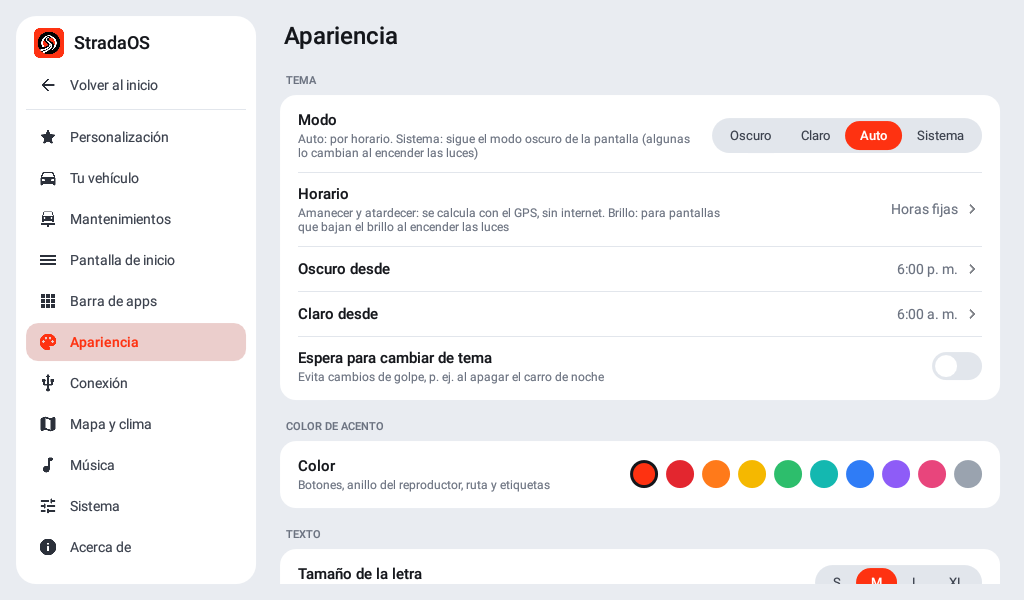 StradaOS
Volver al inicio
Personalización
Tu vehículo
Mantenimientos
Pantalla de inicio
Barra de apps
Apariencia
Conexión
Mapa y clima
Música
Sistema
Acerca de
Apariencia
TEMA
Modo
Auto: por horario. Sistema: sigue el modo oscuro de la pantalla (algunas
lo cambian al encender las luces)
Oscuro Claro Auto Sistema
Horario
Amanecer y atardecer: se calcula con el GPS, sin internet. Brillo: para pantallas
que bajan el brillo al encender las luces
Horas fijas
Oscuro desde
6:00 p. m.
Claro desde
6:00 a. m.
Espera para cambiar de tema
Evita cambios de golpe, p. ej. al apagar el carro de noche
COLOR DE ACENTO
Color
Botones, anillo del reproductor, ruta y etiquetas
TEXTO
Tamaño de la letra
S M L XL